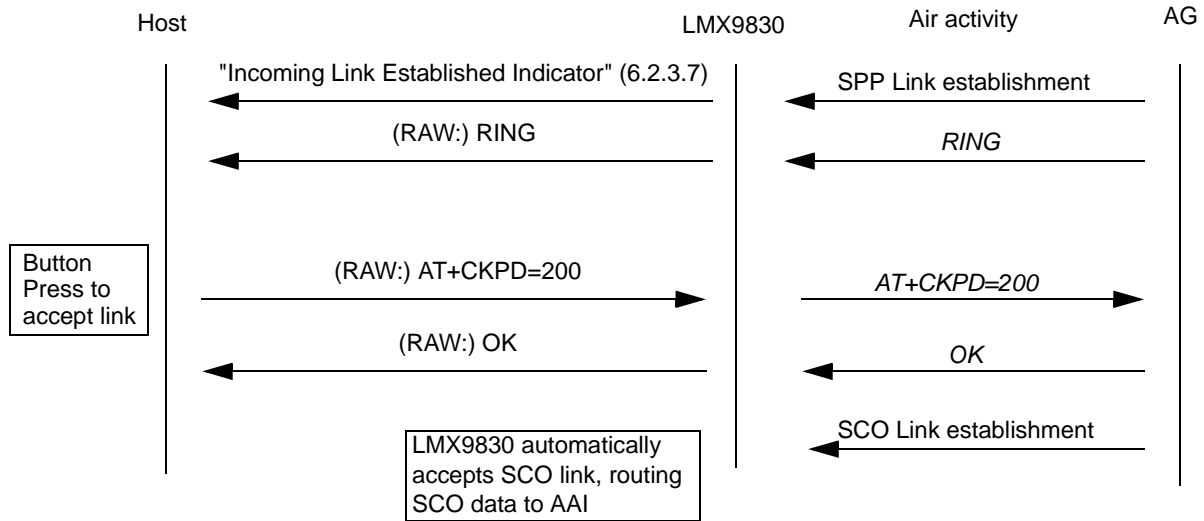 Host
LMX9830
Air activity
AG
"Incoming Link Established Indicator" (6.2.3.7)
SPP Link establishment
(RAW:) RING
RING
Button
Press to
accept link
(RAW:) AT+CKPD=200
AT+CKPD=200
(RAW:) OK
OK
SCO Link establishment
LMX9830 automatically
accepts SCO link, routing
SCO data to AAI